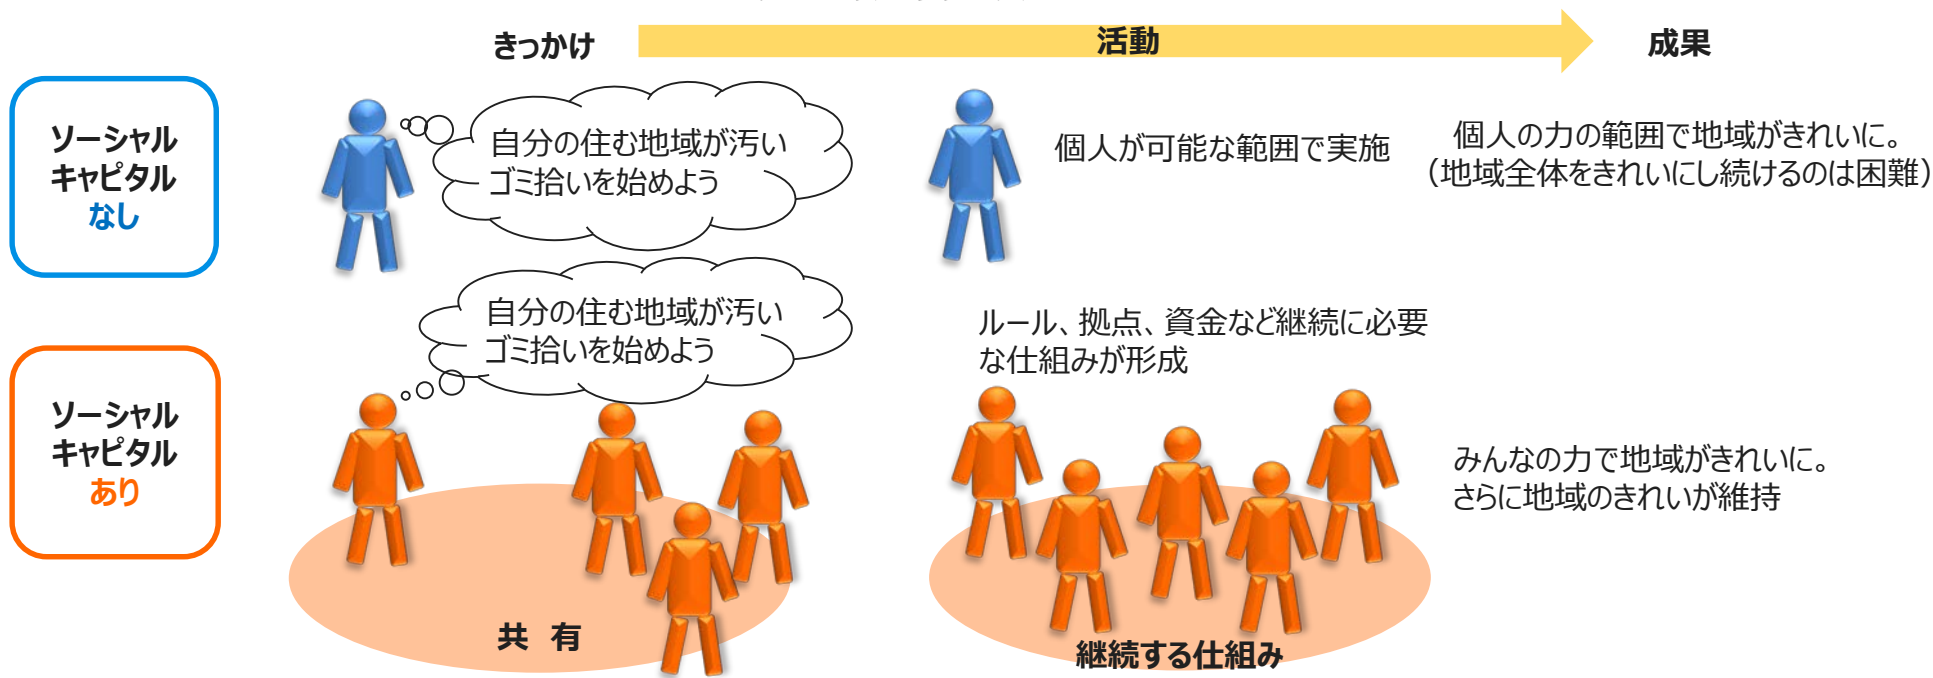 きっかけ
活動
成果
ソーシャル
キャピタル
なし
自分の住む地域が汚い
ゴミ拾いを始めよう
個人が可能な範囲で実施
個人の力の範囲で地域がきれいに。
（地域全体をきれいにし続けるのは困難）
ソーシャル
キャピタル
あり
自分の住む地域が汚い
ゴミ拾いを始めよう
共 有
ルール、拠点、資金など継続に必要
な仕組みが形成
継続する仕組み
みんなの力で地域がきれいに。
さらに地域のきれいが維持